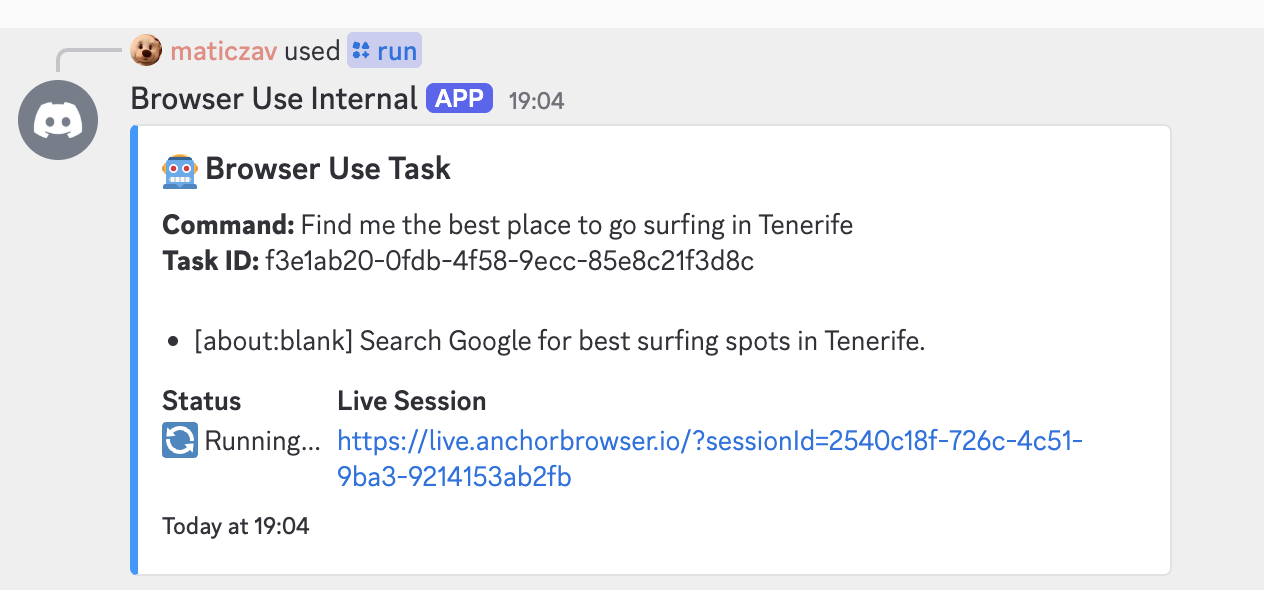 maticzav used run
Browser Use Internal APP 19:04
Browser Use Task
Command: Find me the best place to go surfing in Tenerife
Task ID: f3e1ab20-0fdb-4f58-9ecc-85e8c21f3d8c
• [about:blank] Search Google for best surfing spots in Tenerife.
Status Live Session
Running... https://live.anchorbrowser.io/?sessionId=2540c18f-726c-4c51-
9ba3-9214153ab2fb
Today at 19:04